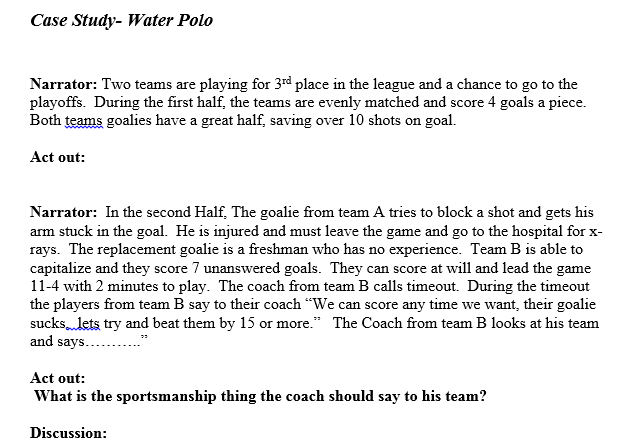 Case Study- Water Polo
Narrator: Two teams are playing for 3rd place in the league and a chance to go to the
playoffs.  During the first half, the teams are evenly matched and score 4 goals a piece.
Both teams goalies have a great half, saving over 10 shots on goal.
Act out:
Narrator:  In the second Half, The goalie from team A tries to block a shot and gets his
arm stuck in the goal.  He is injured and must leave the game and go to the hospital for x-
rays.  The replacement goalie is a freshman who has no experience.  Team B is able to
capitalize and they score 7 unanswered goals.  They can score at will and lead the game
11-4 with 2 minutes to play.  The coach from team B calls timeout.  During the timeout
the players from team B say to their coach “We can score any time we want, their goalie
sucks, lets try and beat them by 15 or more.”   The Coach from team B looks at his team
and says………..”
Act out:
What is the sportsmanship thing the coach should say to his team?
Discussion: